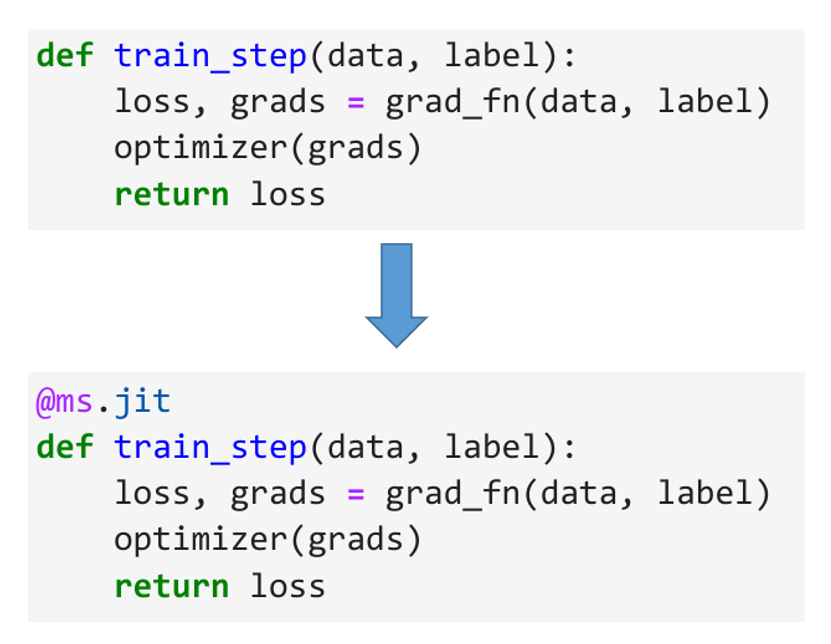 def train_step(data, label):
    loss, grads = grad_fn(data, label)
    optimizer(grads)
    return loss
@ms.jit
def train_step(data, label):
    loss, grads = grad_fn(data, label)
    optimizer(grads)
    return loss